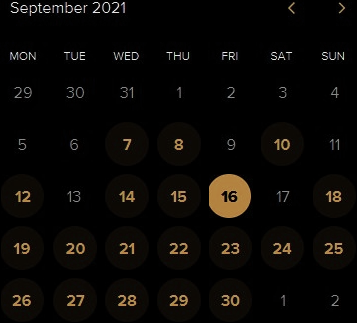 September 2021
MON TUE WED THU FRI SAT SUN
29 30 31 1 2 3 4
5 6 7 8 9 10 11
12 13 14 15 16 17 18
19 20 21 22 23 24 25
26 27 28 29 30 1 2